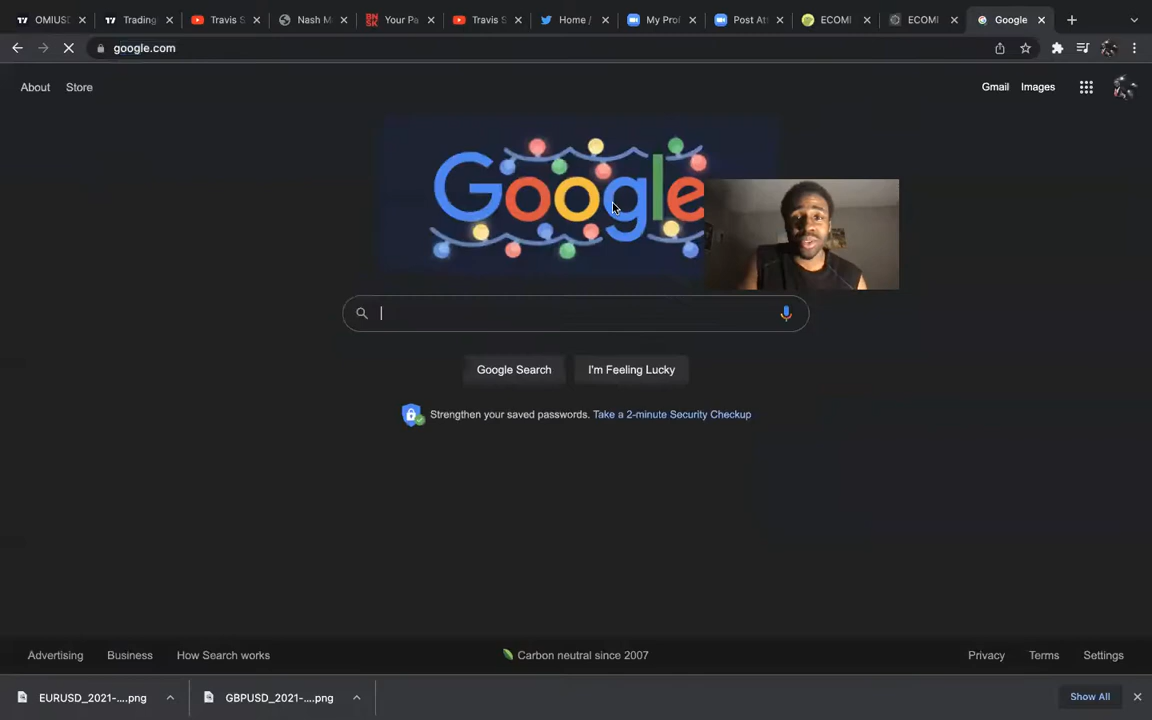 OMIUSD
Trading
Travis S
Nash M
Your Pa
Travis S
Home /
My Prof
Post Att
ECOMI
ECOMI
Google
google.com
About
Store
Gmail
Images
Google
Google Search
I'm Feeling Lucky
Strengthen your saved passwords. Take a 2-minute Security Checkup
Advertising
Business
How Search works
Carbon neutral since 2007
Privacy
Terms
Settings
EURUSD_2021-....png
GBPUSD_2021-....png
Show All